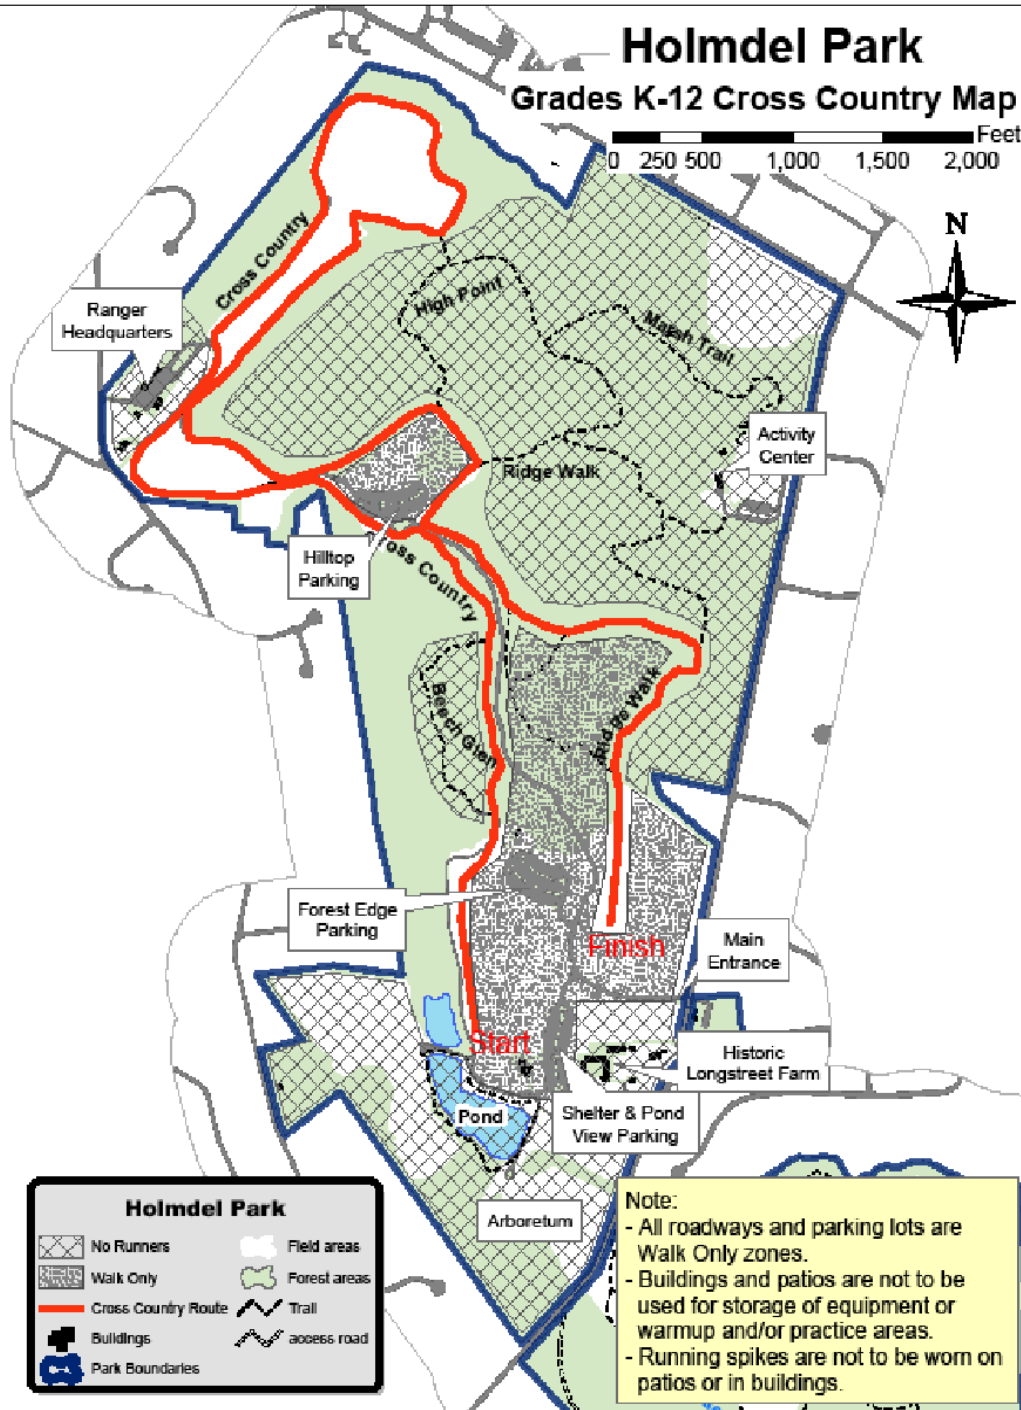 Holmdel Park
Grades K-12 Cross Country Map
Feet
0 250 500 1,000 1,500 2,000
N
Cross Country
High Point
Marsh Trail
Ranger
Headquarters
Activity
Center
Ridge Walk
Hilltop
Parking
Cross Country
Beech Glen
Ridge Walk
Forest Edge
Parking
Finish
Main
Entrance
Start
Historic
Longstreet Farm
Pond
Shelter & Pond
View Parking
Arboretum
Holmdel Park
No Runners
Field areas
Walk Only
Forest areas
Cross Country Route
Trail
Buildings
access road
Park Boundaries
Note:
- All roadways and parking lots are
Walk Only zones.
- Buildings and patios are not to be
used for storage of equipment or
warmup and/or practice areas.
- Running spikes are not to be worn on
patios or in buildings.